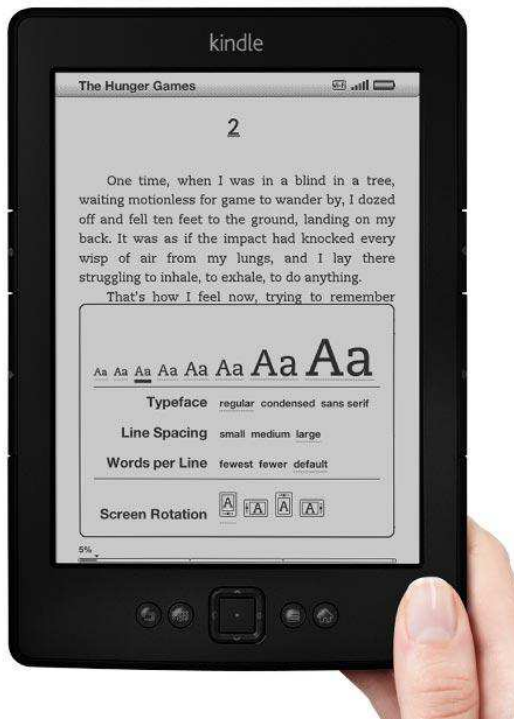 kindle
The Hunger Games
2
One time, when I was in a blind in a tree,
waiting motionless for game to wander by, I dozed
off and fell ten feet to the ground, landing on my
back. It was as if the impact had knocked every
wisp of air from my lungs, and I lay there
struggling to inhale, to exhale, to do anything.
That's how I feel now, trying to remember
Aa Aa Aa Aa Aa Aa Aa Aa
Typeface regular condensed sans serif
Line Spacing small medium large
Words per Line fewest fewer default
Screen Rotation A A A A
5%